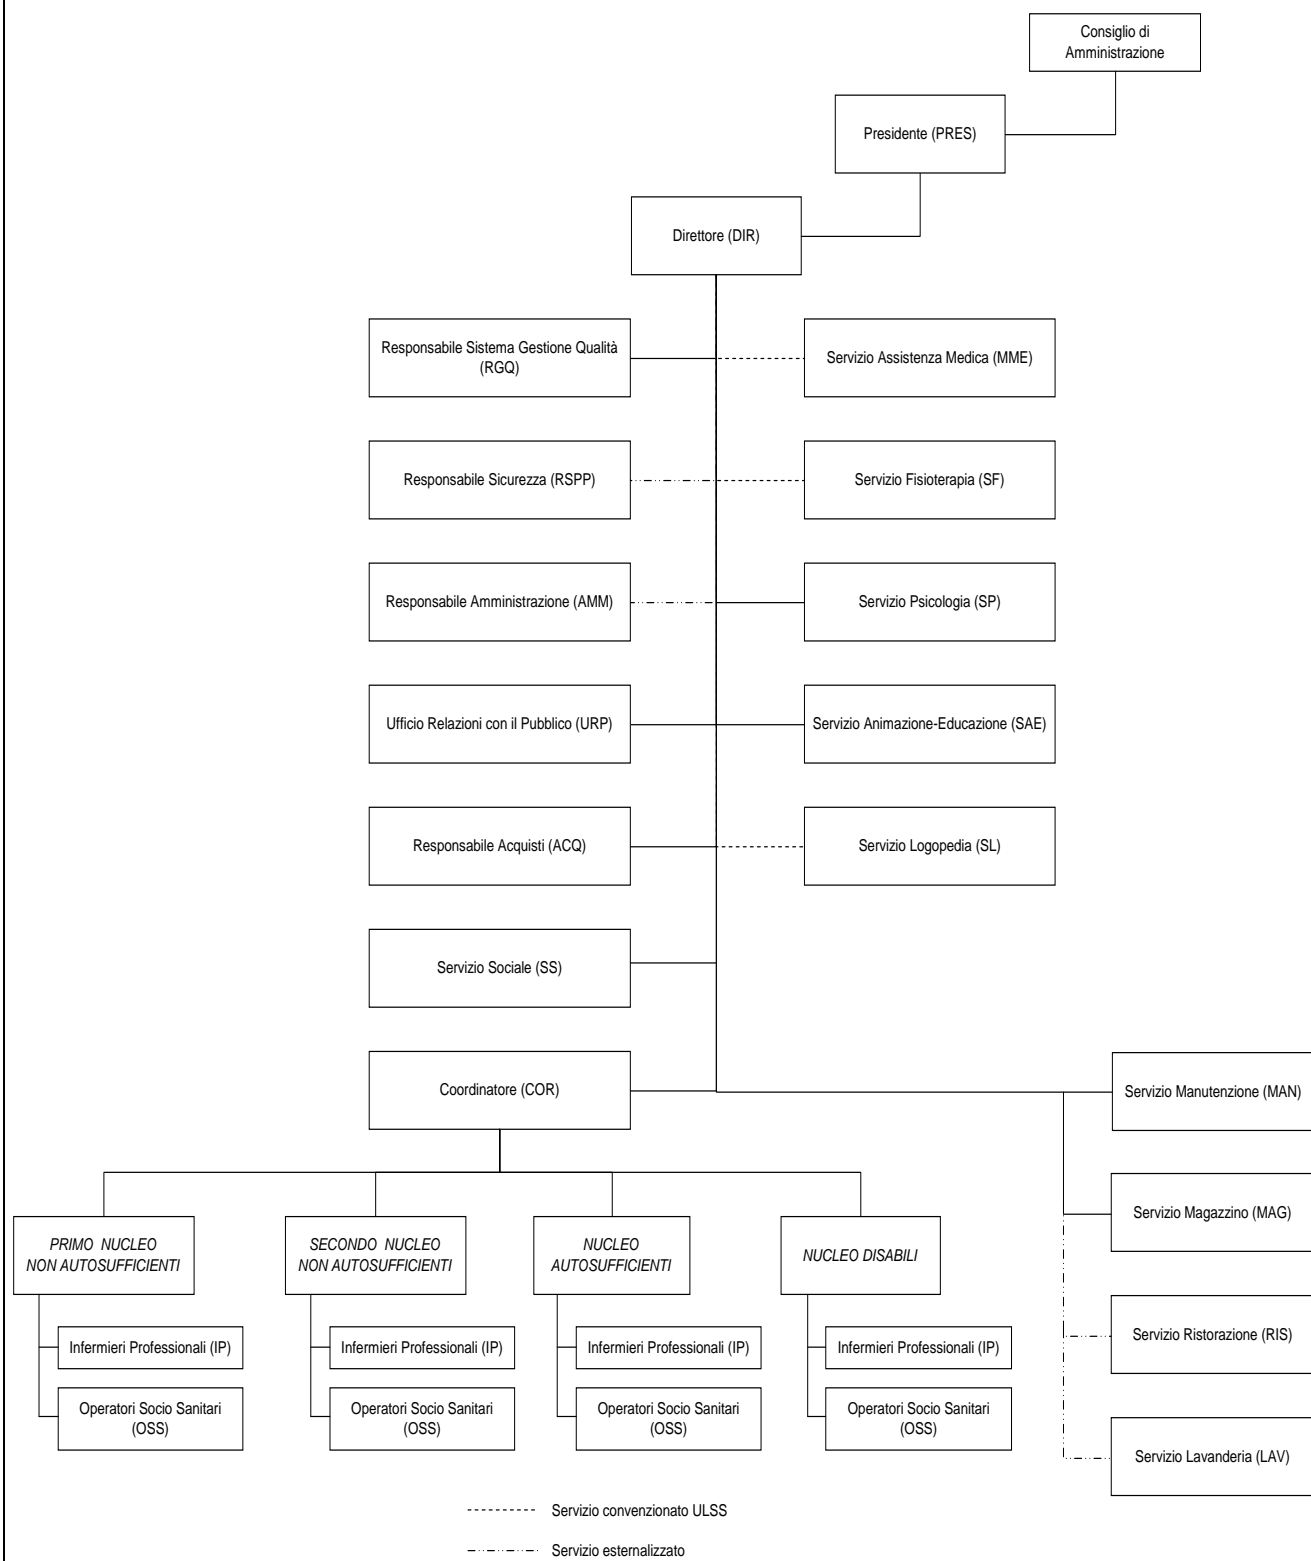 Consiglio di
Amministrazione
Presidente (PRES)
Direttore (DIR)
Responsabile Sistema Gestione Qualità
(RGQ)
Servizio Assistenza Medica (MME)
Responsabile Sicurezza (RSPP)
Servizio Fisioterapia (SF)
Responsabile Amministrazione (AMM)
Servizio Psicologia (SP)
Ufficio Relazioni con il Pubblico (URP)
Servizio Animazione-Educazione (SAE)
Responsabile Acquisti (ACQ)
Servizio Logopedia (SL)
Servizio Sociale (SS)
Coordinatore (COR)
Servizio Manutenzione (MAN)
Servizio Magazzino (MAG)
Servizio Ristorazione (RIS)
Servizio Lavanderia (LAV)
PRIMO NUCLEO
NON AUTOSUFFICIENTI
Infermieri Professionali (IP)
Operatori Socio Sanitari
(OSS)
SECONDO NUCLEO
NON AUTOSUFFICIENTI
Infermieri Professionali (IP)
Operatori Socio Sanitari
(OSS)
NUCLEO
AUTOSUFFICIENTI
Infermieri Professionali (IP)
Operatori Socio Sanitari
(OSS)
NUCLEO DISABILI
Infermieri Professionali (IP)
Operatori Socio Sanitari
(OSS)
Servizio convenzionato ULSS
Servizio esternalizzato